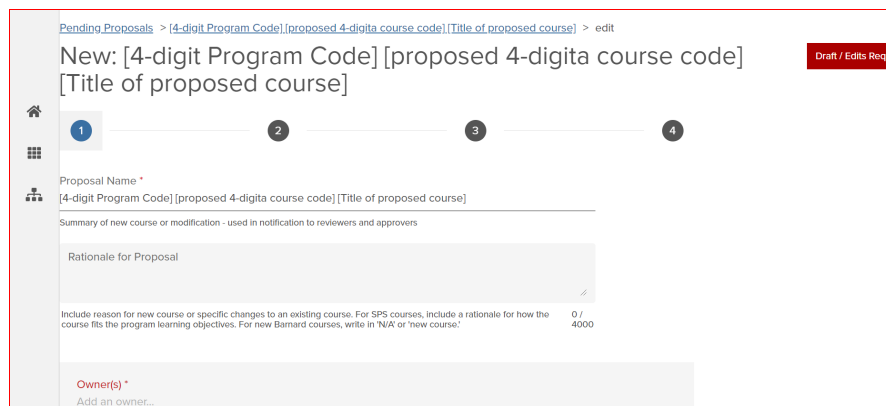 Pending Proposals > [4-digit Program Code] [proposed 4-digita course code] [Title of proposed course] > edit
New: [4-digit Program Code] [proposed 4-digita course code]
[Title of proposed course]
Draft / Edits Req
1 2 3 4
Proposal Name *
[4-digit Program Code] [proposed 4-digita course code] [Title of proposed course]
Summary of new course or modification - used in notification to reviewers and approvers
Rationale for Proposal
Include reason for new course or specific changes to an existing course. For SPS courses, include a rationale for how the
course fits the program learning objectives. For new Barnard courses, write in 'N/A' or 'new course.'
0 /
4000
Owner(s) *
Add an owner...